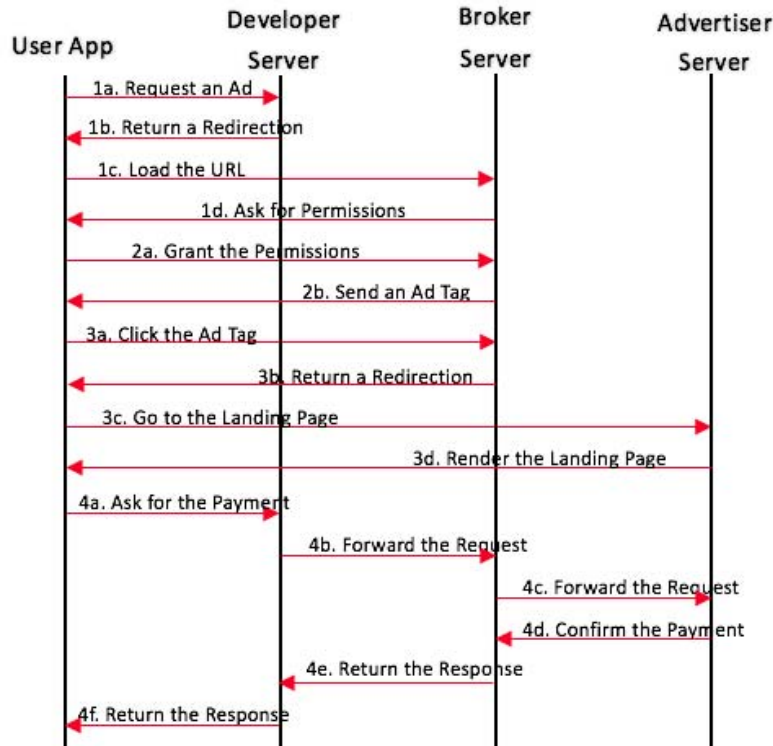 User App
Developer
Server
Broker
Server
Advertiser
Server
1a. Request an Ad
1b. Return a Redirection
1c. Load the URL
1d. Ask for Permissions
2a. Grant the Permissions
2b. Send an Ad Tag
3a. Click the Ad Tag
3b. Return a Redirection
3c. Go to the Landing Page
3d. Render the Landing Page
4a. Ask for the Payment
4b. Forward the Request
4c. Forward the Request
4d. Confirm the Payment
4e. Return the Response
4f. Return the Response